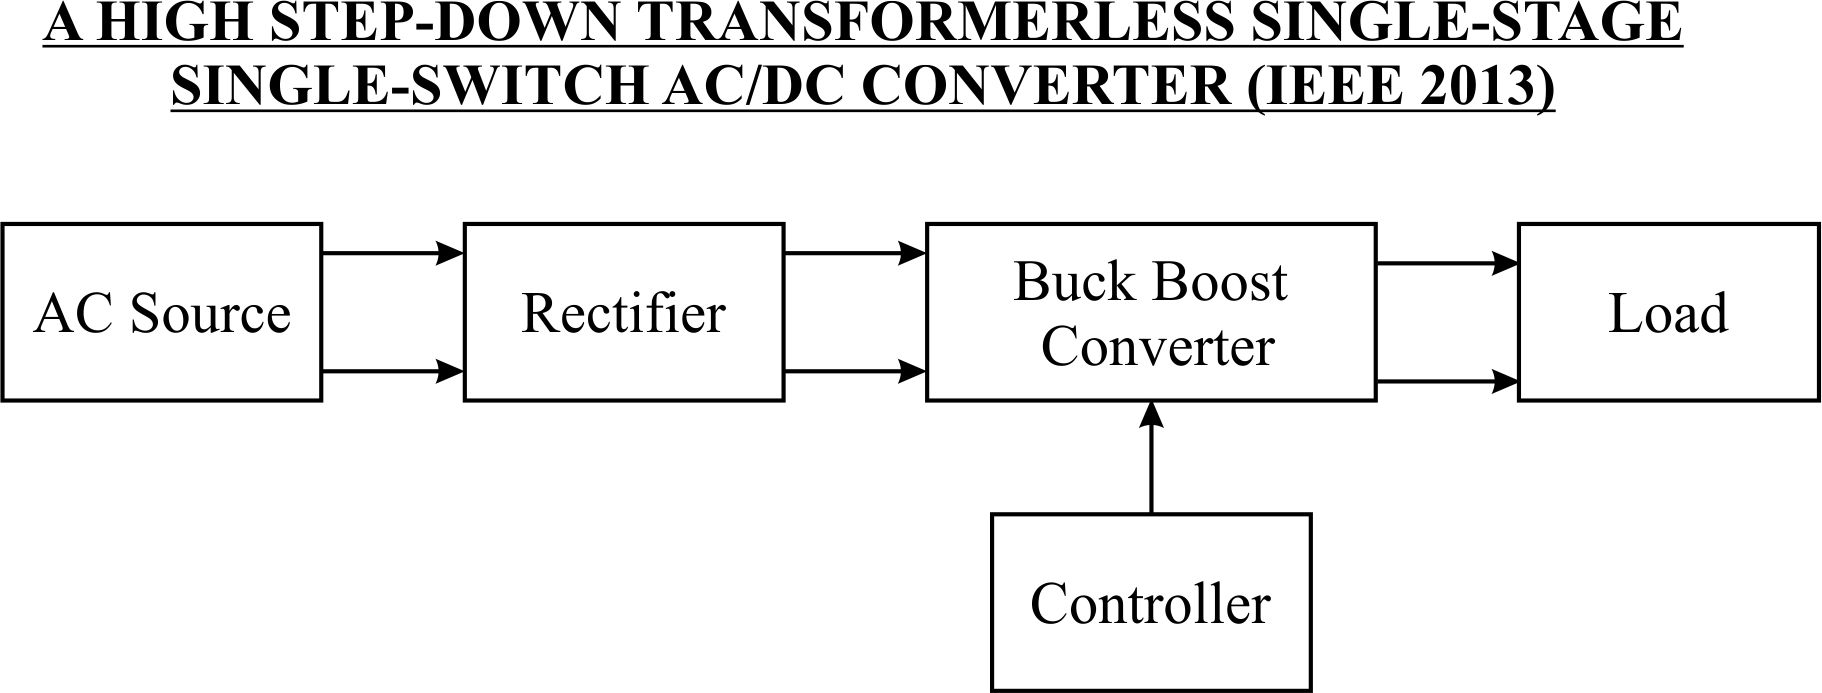 A HIGH STEP-DOWN TRANSFORMERLESS SINGLE-STAGE
SINGLE-SWITCH AC/DC CONVERTER (IEEE 2013)
AC Source
Rectifier
Buck Boost
Converter
Load
Controller